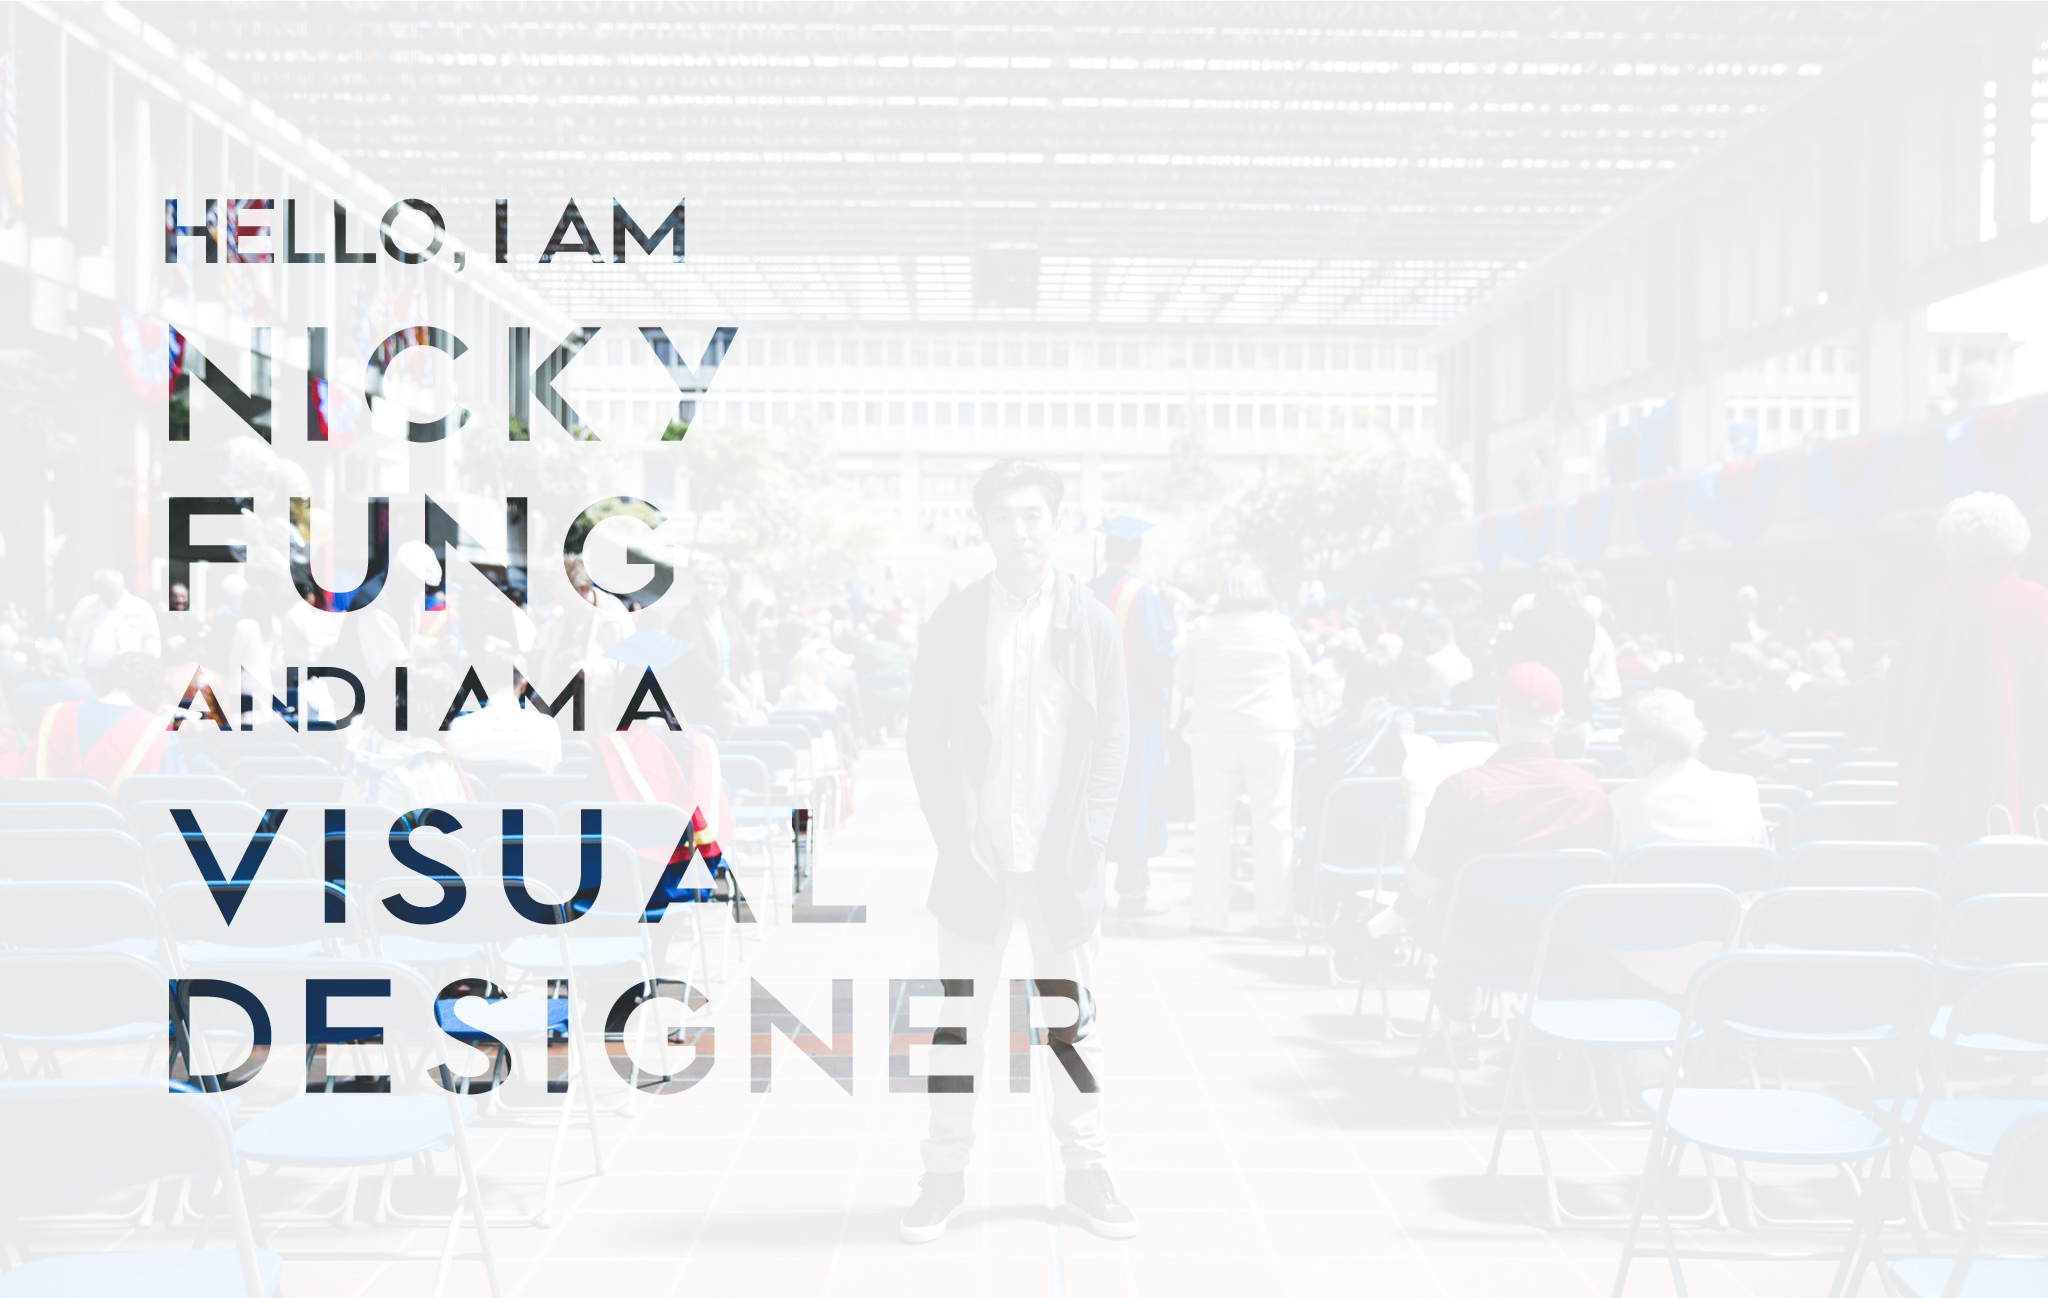 HELLO, I AM
NICKY
FUNG
AND I AM A
VISUAL
DESIGNER